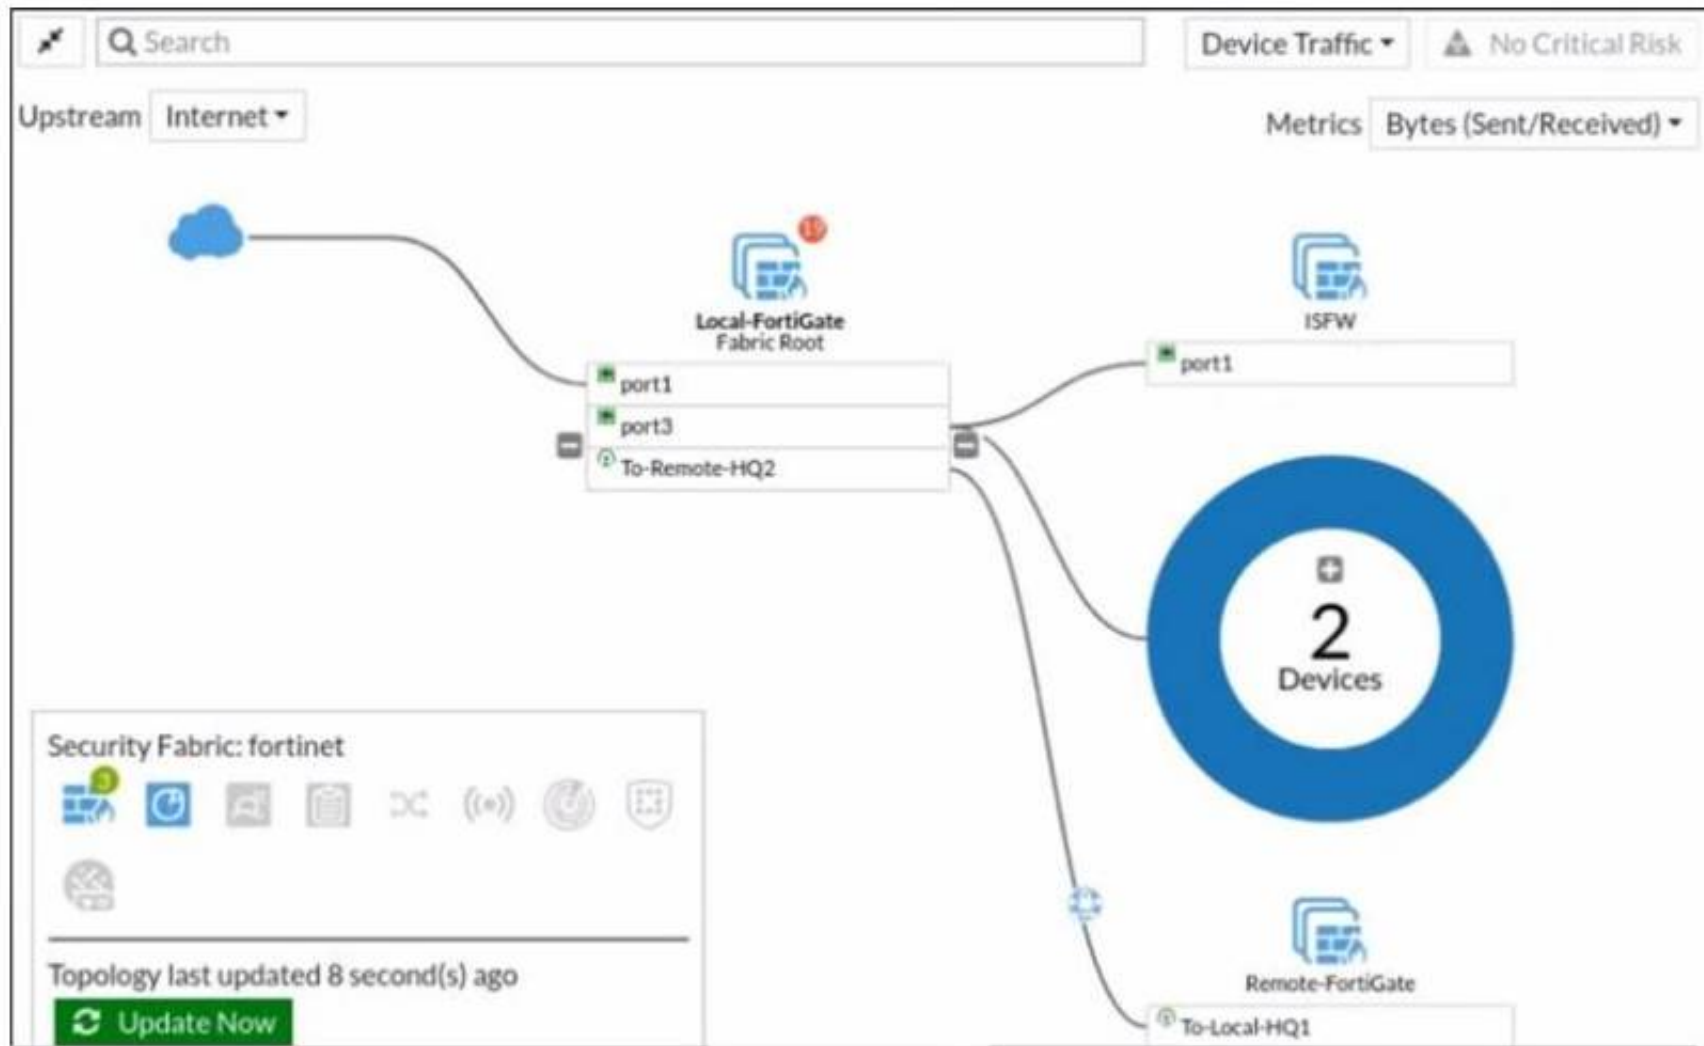 Search
Device Traffic
No Critical Risk
Upstream
Internet
Metrics
Bytes (Sent/Received)
19
Local-FortiGate
Fabric Root
port1
port3
To-Remote-HQ2
ISFW
port1
2
Devices
Security Fabric: fortinet
3
Topology last updated 8 second(s) ago
Update Now
Remote-FortiGate
To-Local-HQ1